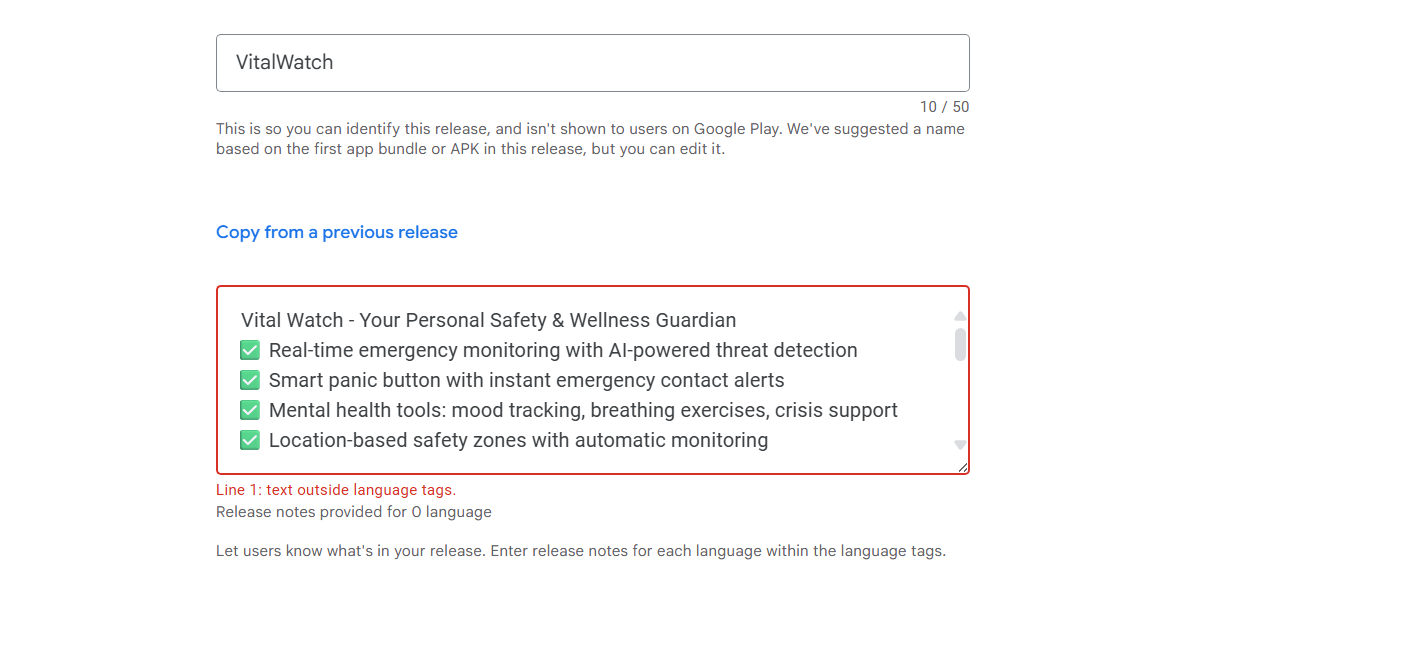 VitalWatch
10 / 50
This is so you can identify this release, and isn't shown to users on Google Play. We've suggested a name
based on the first app bundle or APK in this release, but you can edit it.
Copy from a previous release
Vital Watch - Your Personal Safety & Wellness Guardian
✅ Real-time emergency monitoring with AI-powered threat detection
✅ Smart panic button with instant emergency contact alerts
✅ Mental health tools: mood tracking, breathing exercises, crisis support
✅ Location-based safety zones with automatic monitoring
Line 1: text outside language tags.
Release notes provided for 0 language
Let users know what's in your release. Enter release notes for each language within the language tags.